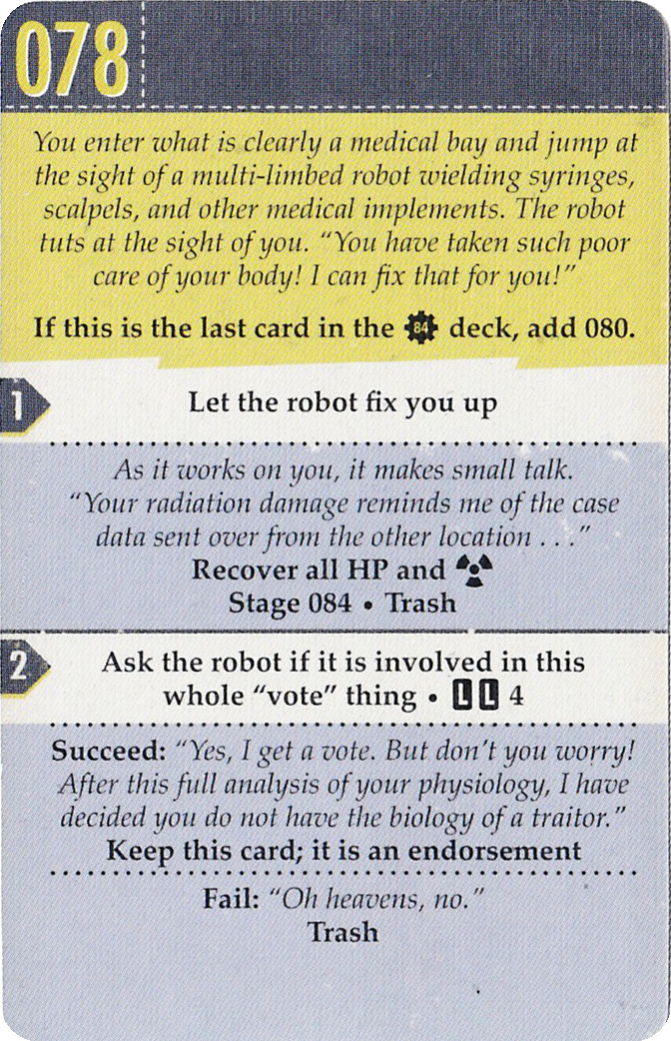 078
You enter what is clearly a medical bay and jump at
the sight of a multi-limbed robot wielding syringes,
scalpels, and other medical implements. The robot
tuts at the sight of you. “You have taken such poor
care of your body! I can fix that for you!”
If this is the last card in the 84 deck, add 080.
1
Let the robot fix you up
As it works on you, it makes small talk.
“Your radiation damage reminds me of the case
data sent over from the other location . . .”
Recover all HP and
Stage 084 • Trash
2
Ask the robot if it is involved in this
whole “vote” thing • L L 4
Succeed: “Yes, I get a vote. But don’t you worry!
After this full analysis of your physiology, I have
decided you do not have the biology of a traitor.”
Keep this card; it is an endorsement
Fail: “Oh heavens, no.”
Trash